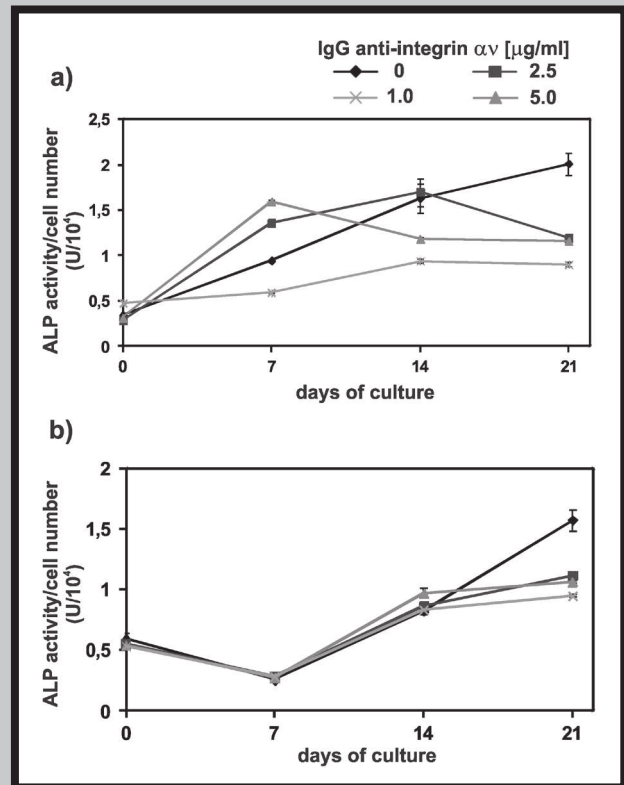 IgG anti-integrin αν [μg/ml]
0 2.5
1.0 5.0
a)
ALP activity/cell number
(U/10⁴)
2,5
2
1,5
1
0,5
0
0 7 14 21
days of culture
b)
ALP activity/cell number
(U/10⁴)
2
1,5
1
0,5
0
0 7 14 21
days of culture